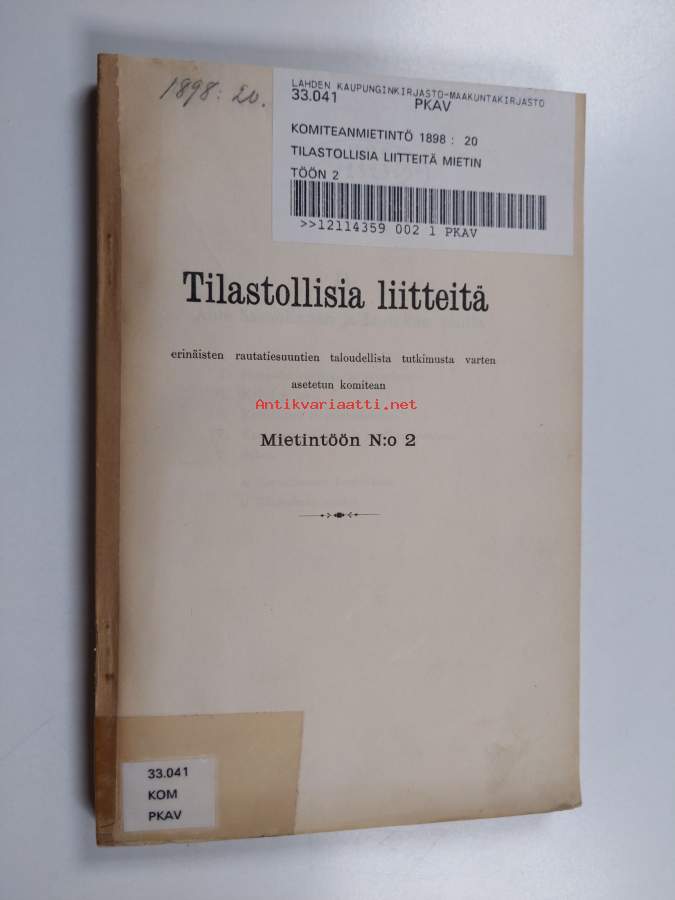 1898: 20.
LAHDEN KAUPUNGINKIRJASTO-MAAKUNTAKIRJASTO
33.041 PKAV
KOMITEANMIETINTÖ 1898 : 20
TILASTOLLISIA LIITTEITÄ MIETIN
TÖÖN 2
>>12114359 002 1 PKAV
Tilastollisia liitteitä
erinäisten rautatiesuuntien taloudellista tutkimusta varten
asetetun komitean
Antikvariaatti.net
Mietintöön N:o 2
33.041
KOM
PKAV